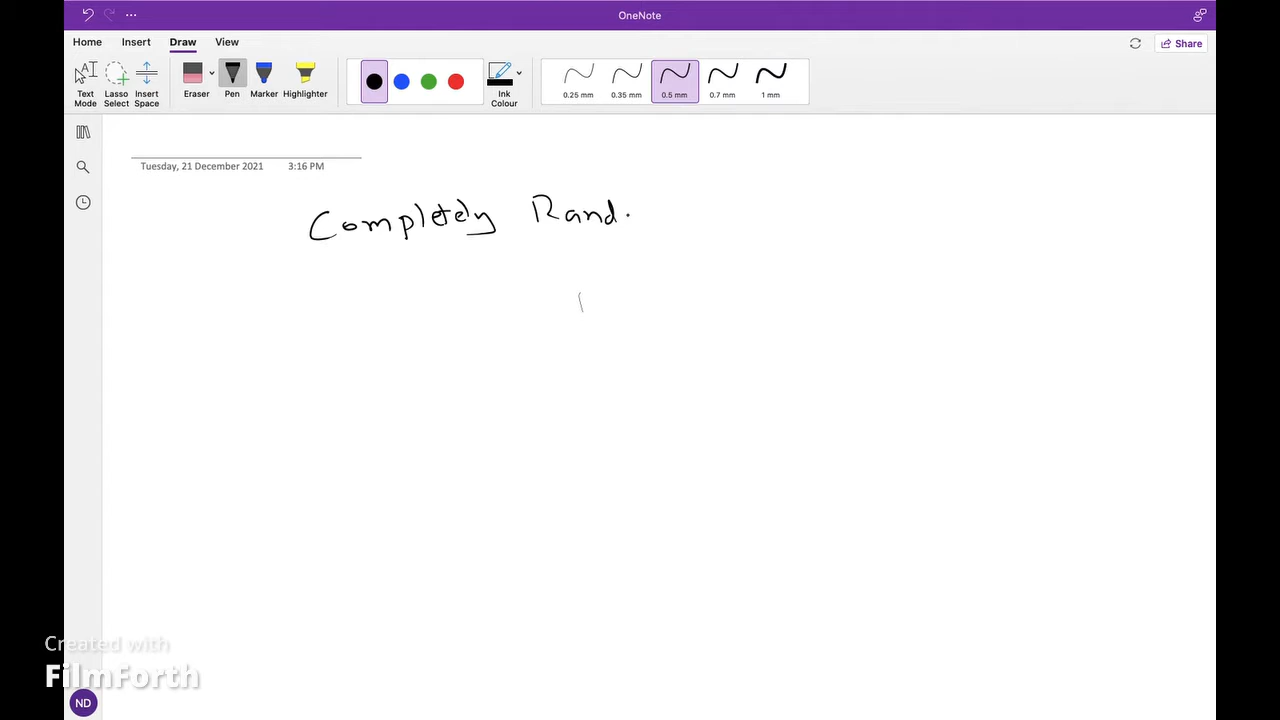 OneNote
Home Insert Draw View
Share
Text Mode
Lasso Select
Insert Space
Eraser
Pen
Marker
Highlighter
Ink Colour
0.25 mm
0.35 mm
0.5 mm
0.7 mm
1 mm
Tuesday, 21 December 2021 3:16 PM
Completely Rand.
Created with
FilmForth
ND